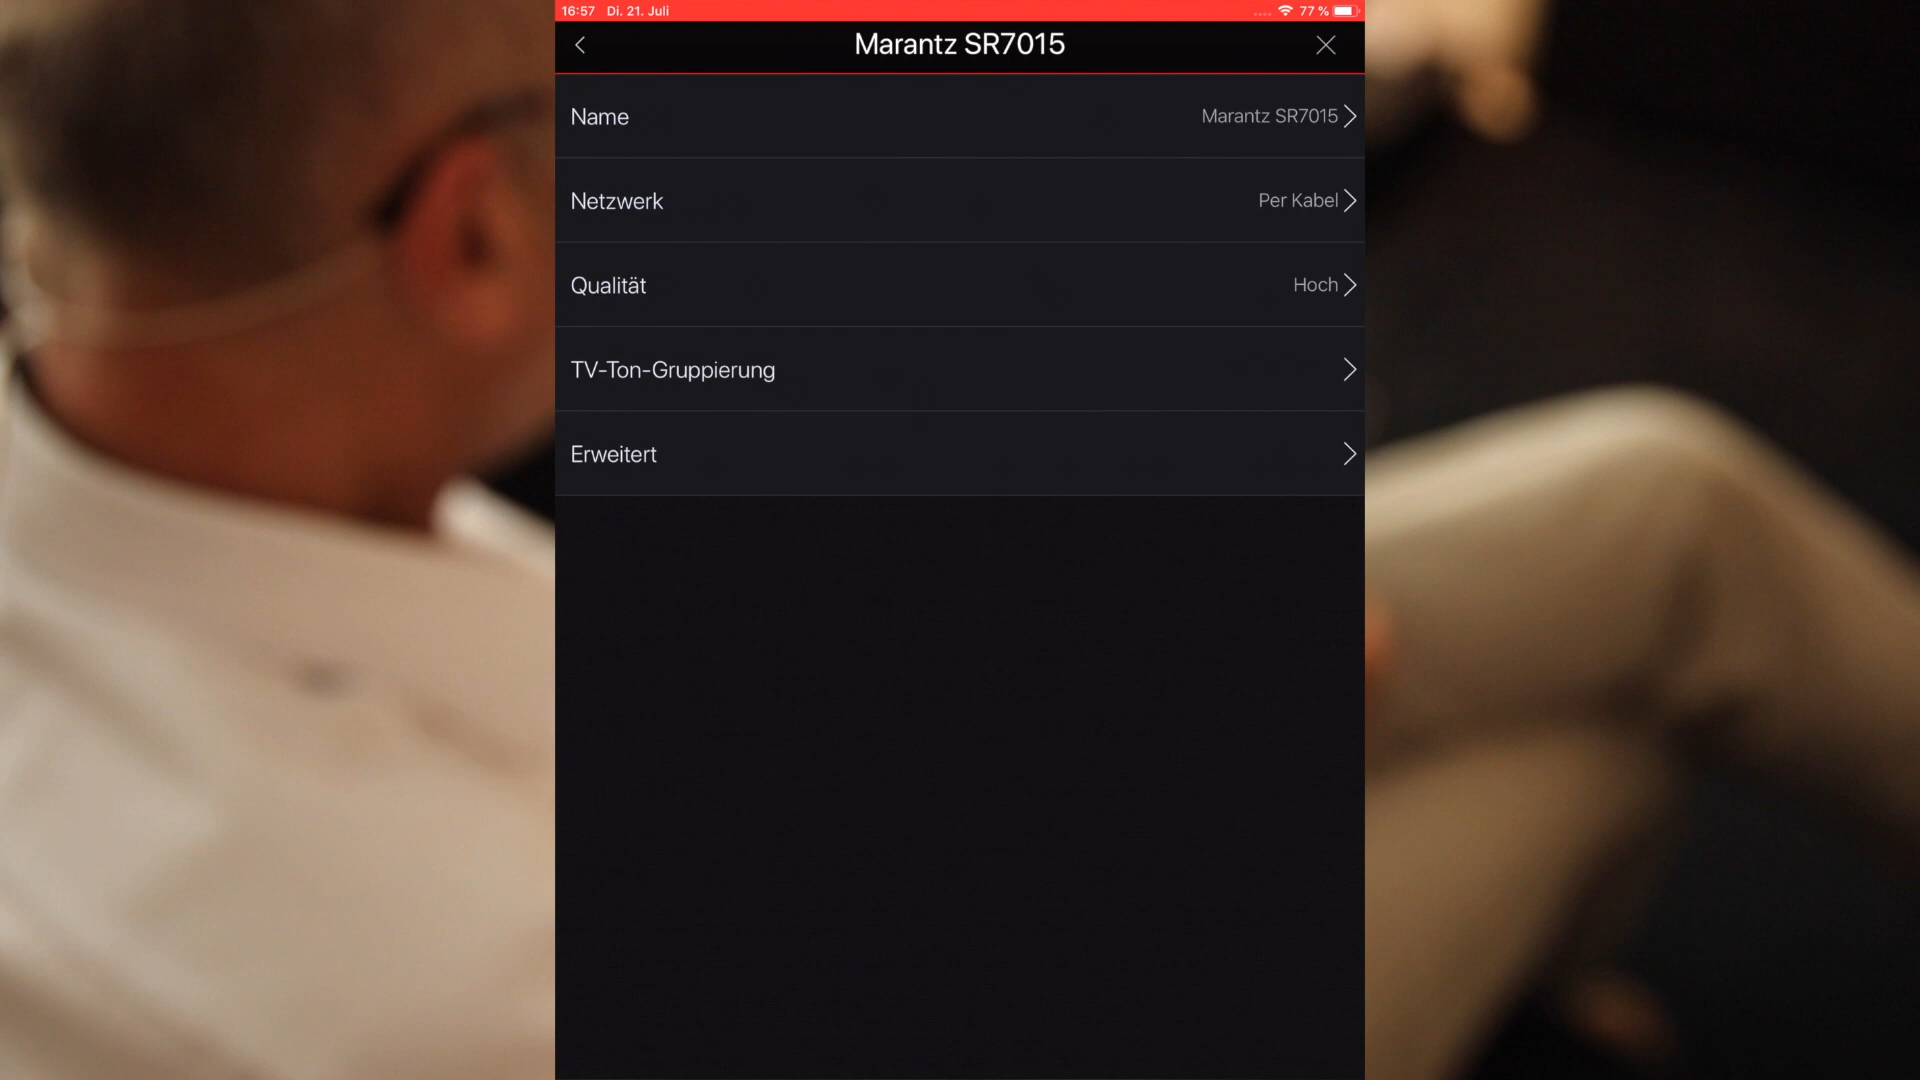 16:57 Di. 21. Juli 77 %
Marantz SR7015
Name Marantz SR7015
Netzwerk Per Kabel
Qualität Hoch
TV-Ton-Gruppierung
Erweitert